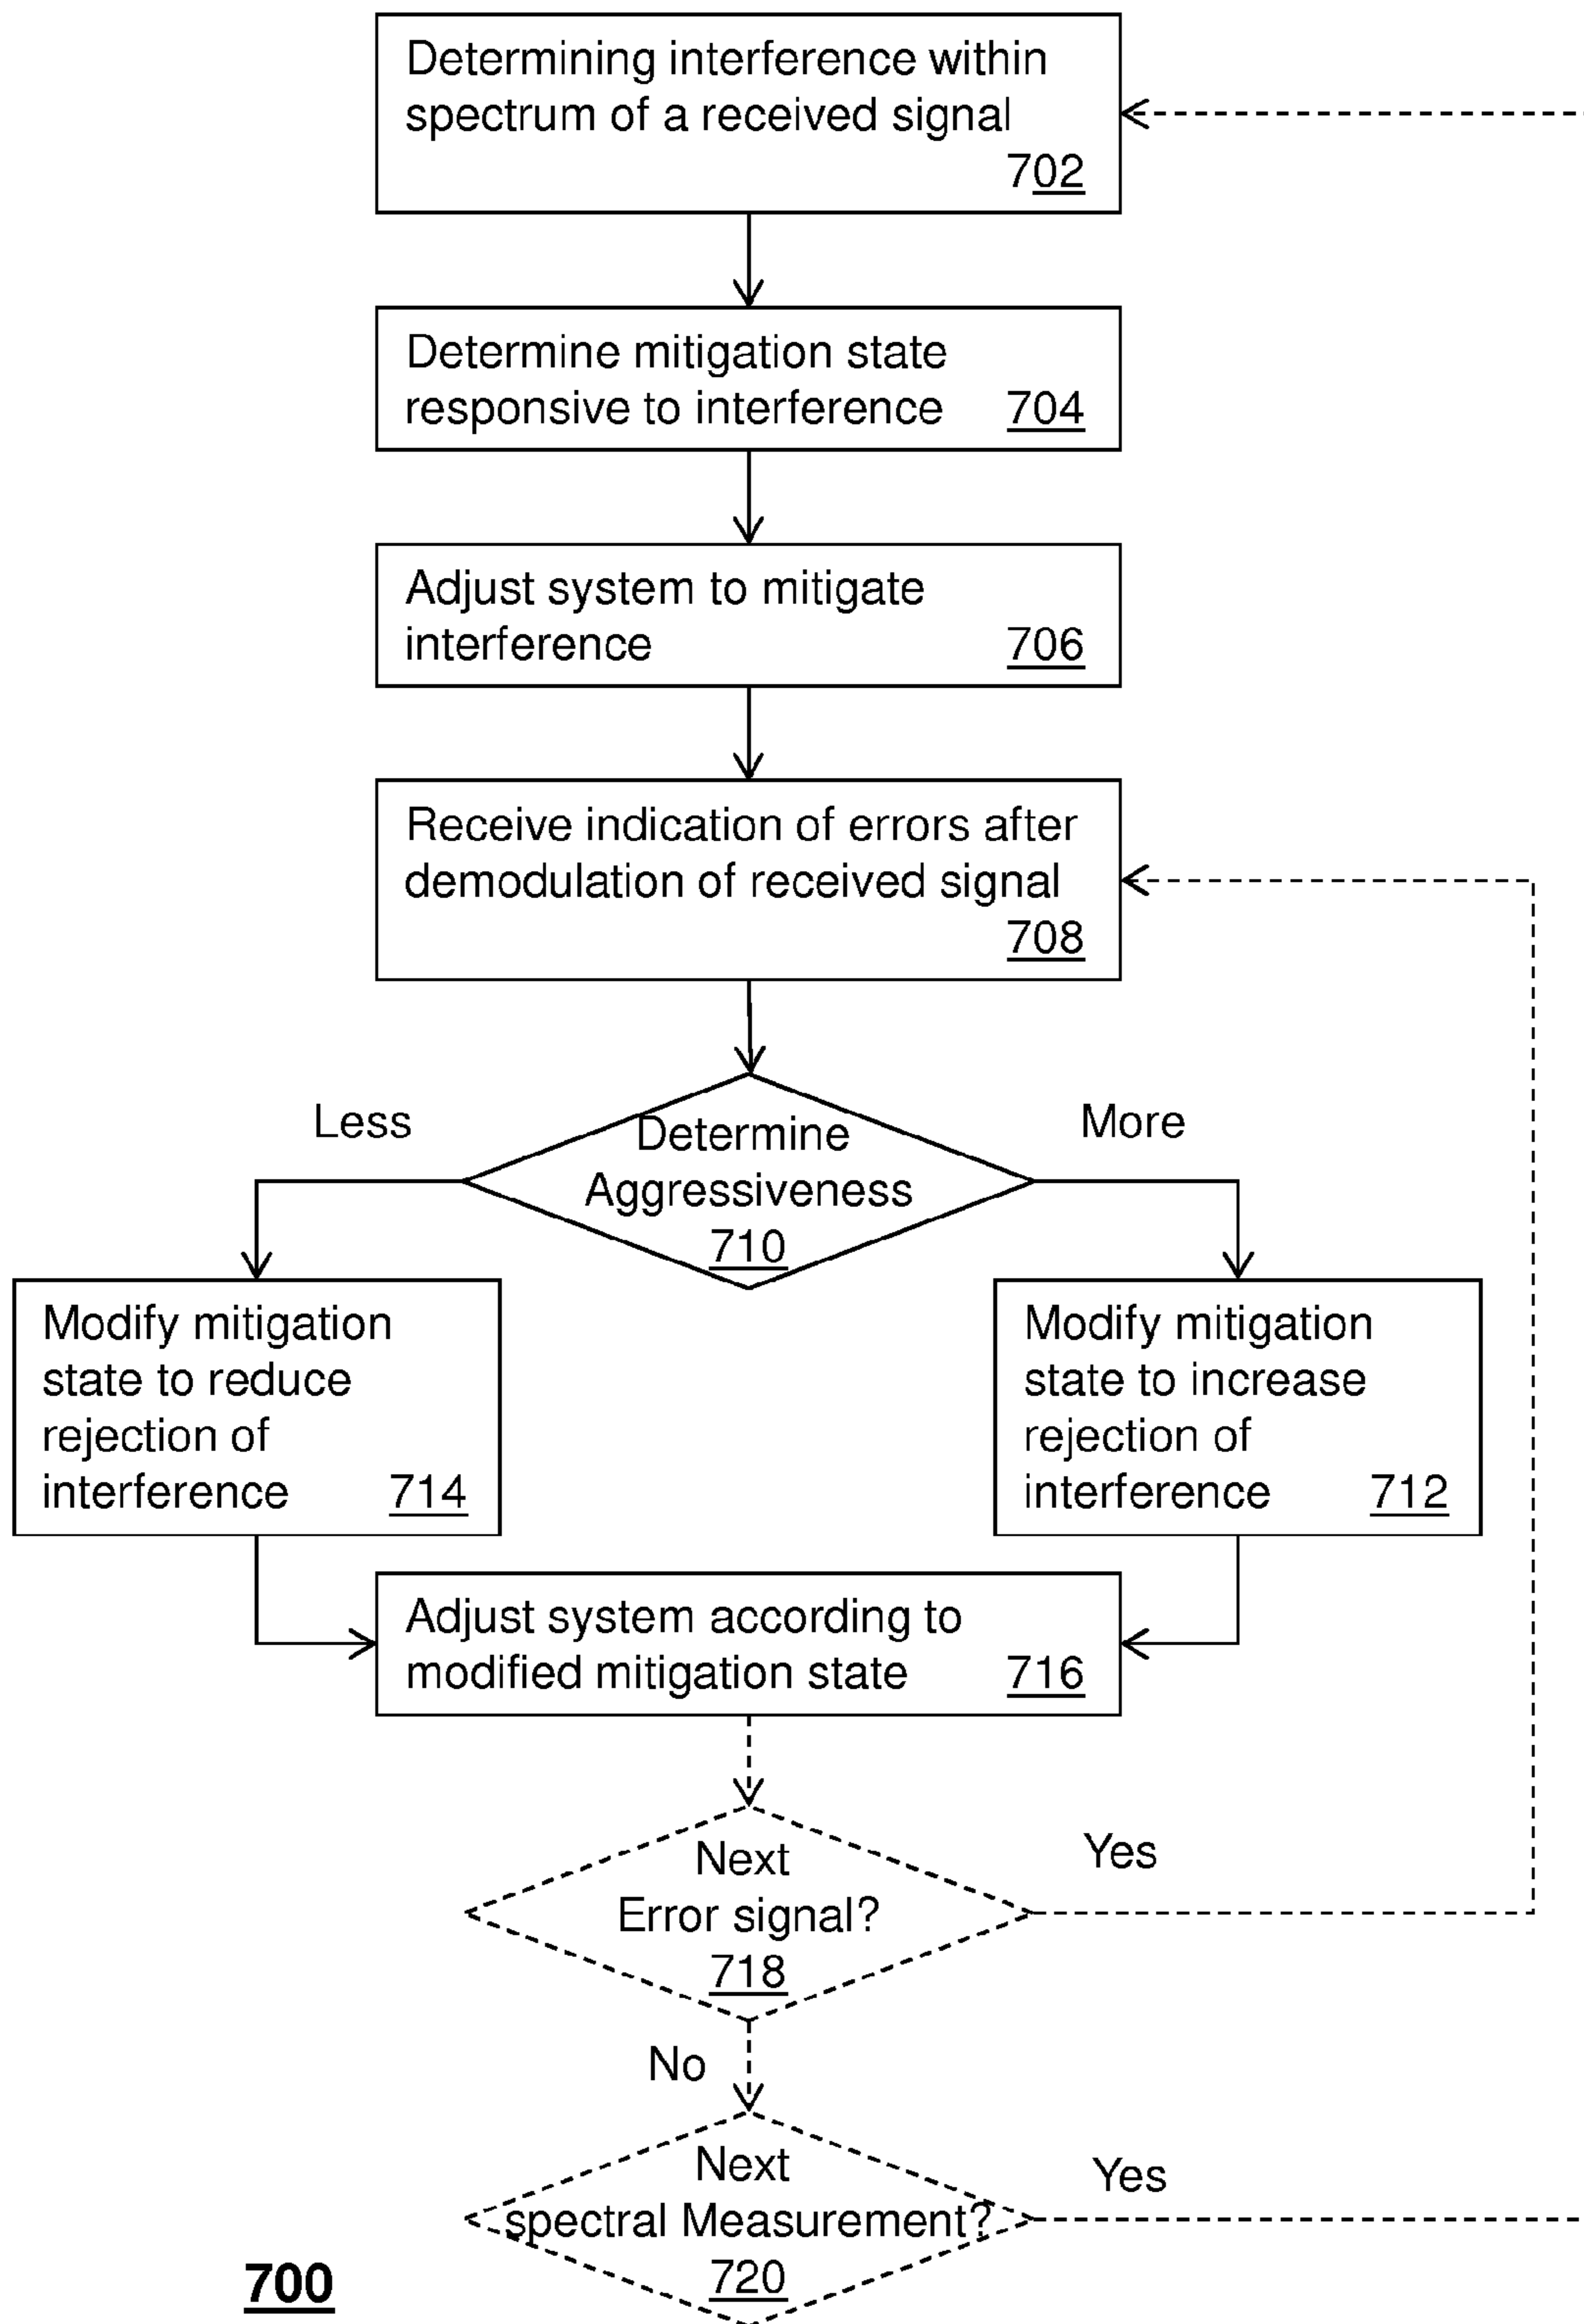 Determining interference within
spectrum of a received signal
702
Determine mitigation state
responsive to interference 704
Adjust system to mitigate
interference 706
Receive indication of errors after
demodulation of received signal
708
Less
More
Determine
Aggressiveness
710
Modify mitigation
state to reduce
rejection of
interference 714
Modify mitigation
state to increase
rejection of
interference 712
Adjust system according to
modified mitigation state 716
Next
Error signal?
718
Yes
No
Next
spectral Measurement?
720
Yes
700